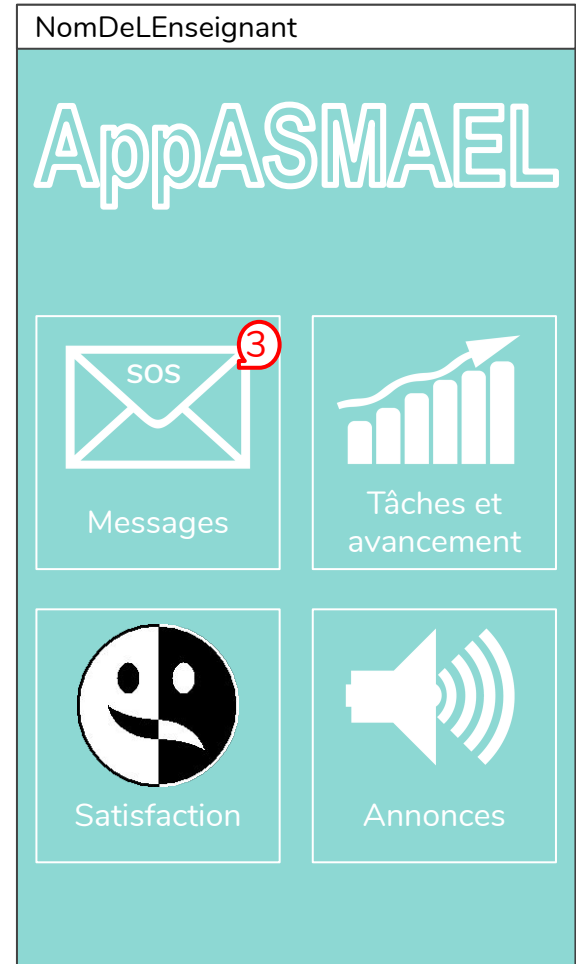 NomDeLEnseignant
AppASMAEL
3
SOS
Messages
Tâches et
avancement
Satisfaction
Annonces